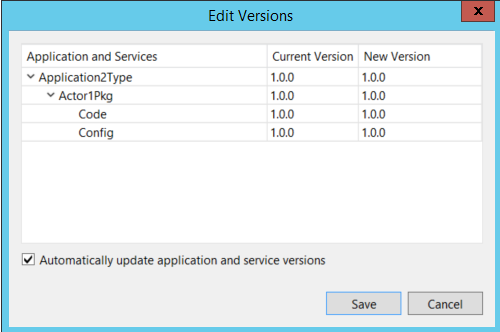 Edit Versions
x
Application and Services Current Version New Version
Application2Type 1.0.0 1.0.0
Actor1Pkg 1.0.0 1.0.0
Code 1.0.0 1.0.0
Config 1.0.0 1.0.0
Automatically update application and service versions
Save Cancel